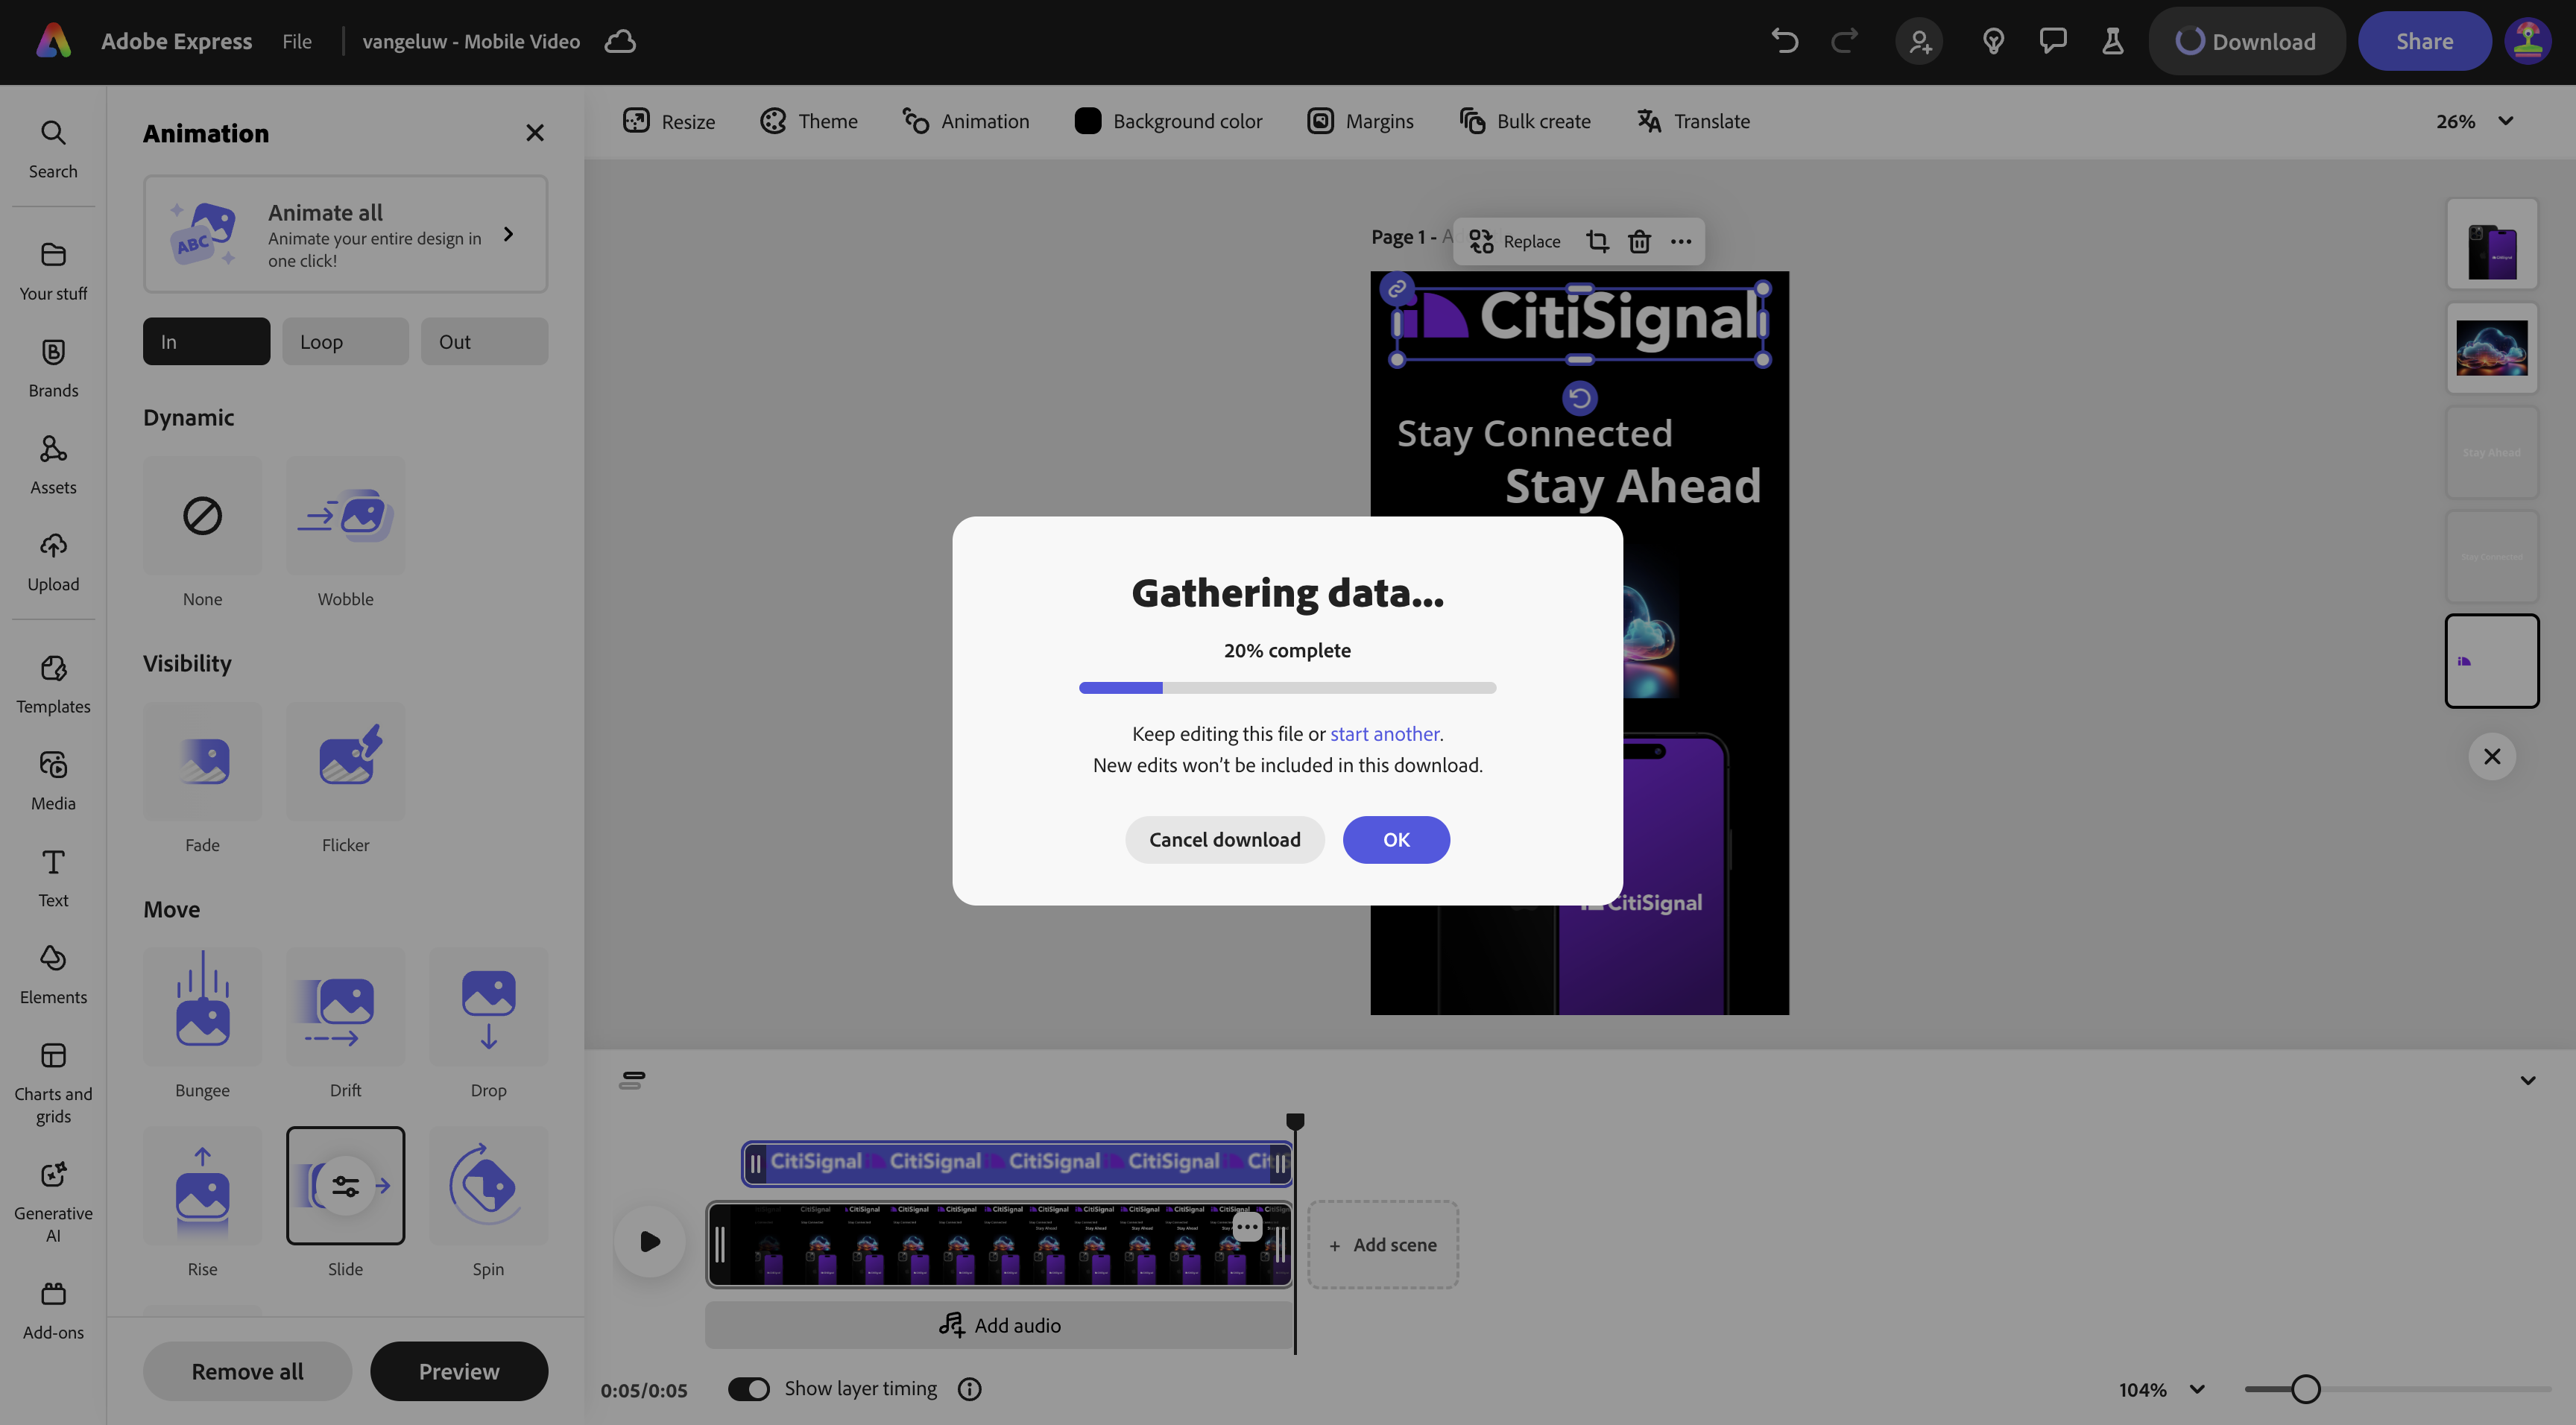 Adobe Express File vangeluw - Mobile Video Download Share
Search
Your stuff
Brands
Assets
Upload
Templates
Media
Text
Elements
Charts and
grids
Generative
AI
Add-ons
Animation
ABC
Animate all
Animate your entire design in
one click!
In Loop Out
Dynamic
None Wobble
Visibility
Fade Flicker
Move
Bungee Drift Drop
Rise Slide Spin
Remove all Preview
Resize Theme Animation Background color Margins Bulk create Translate 26%
Page 1 -
Replace
CitiSignal
Stay Connected
Stay Ahead
Gathering data...
20% complete
Keep editing this file or start another.
New edits won't be included in this download.
Cancel download OK
CitiSignal
Stay Ahead
Stay Connected
CitiSignal CitiSignal CitiSignal CitiSignal
+ Add scene
Add audio
0:05/0:05 Show layer timing 104%